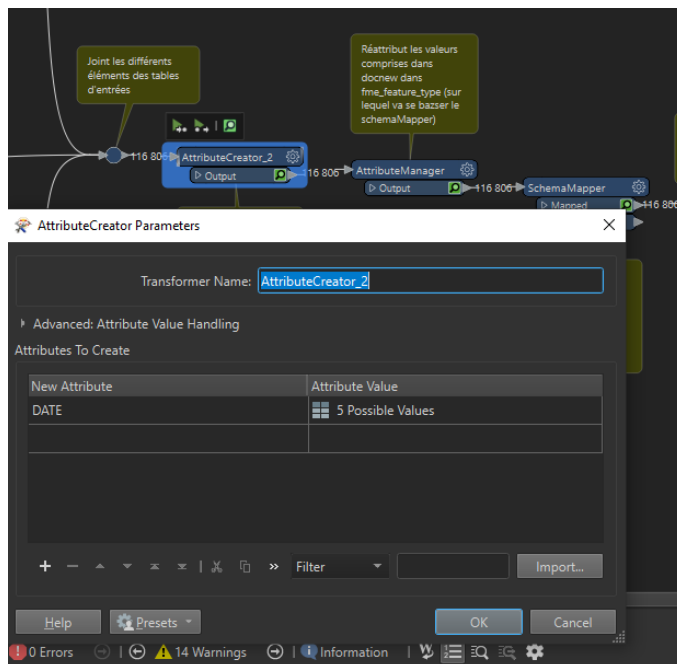 Joint les différents
éléments des tables
d'entrées
Réattribut les valeurs
comprises dans
docnew dans
fme_feature_type (sur
lequel va se bazser le
schemaMapper)
116 806
AttributeCreator_2
Output
116 806
AttributeManager
Output
116 806
SchemaMapper
Mapped
116 806
AttributeCreator Parameters
Transformer Name: AttributeCreator_2
Advanced: Attribute Value Handling
Attributes To Create
New Attribute Attribute Value
DATE 5 Possible Values
Filter Import...
Help Presets OK Cancel
0 Errors 14 Warnings Information